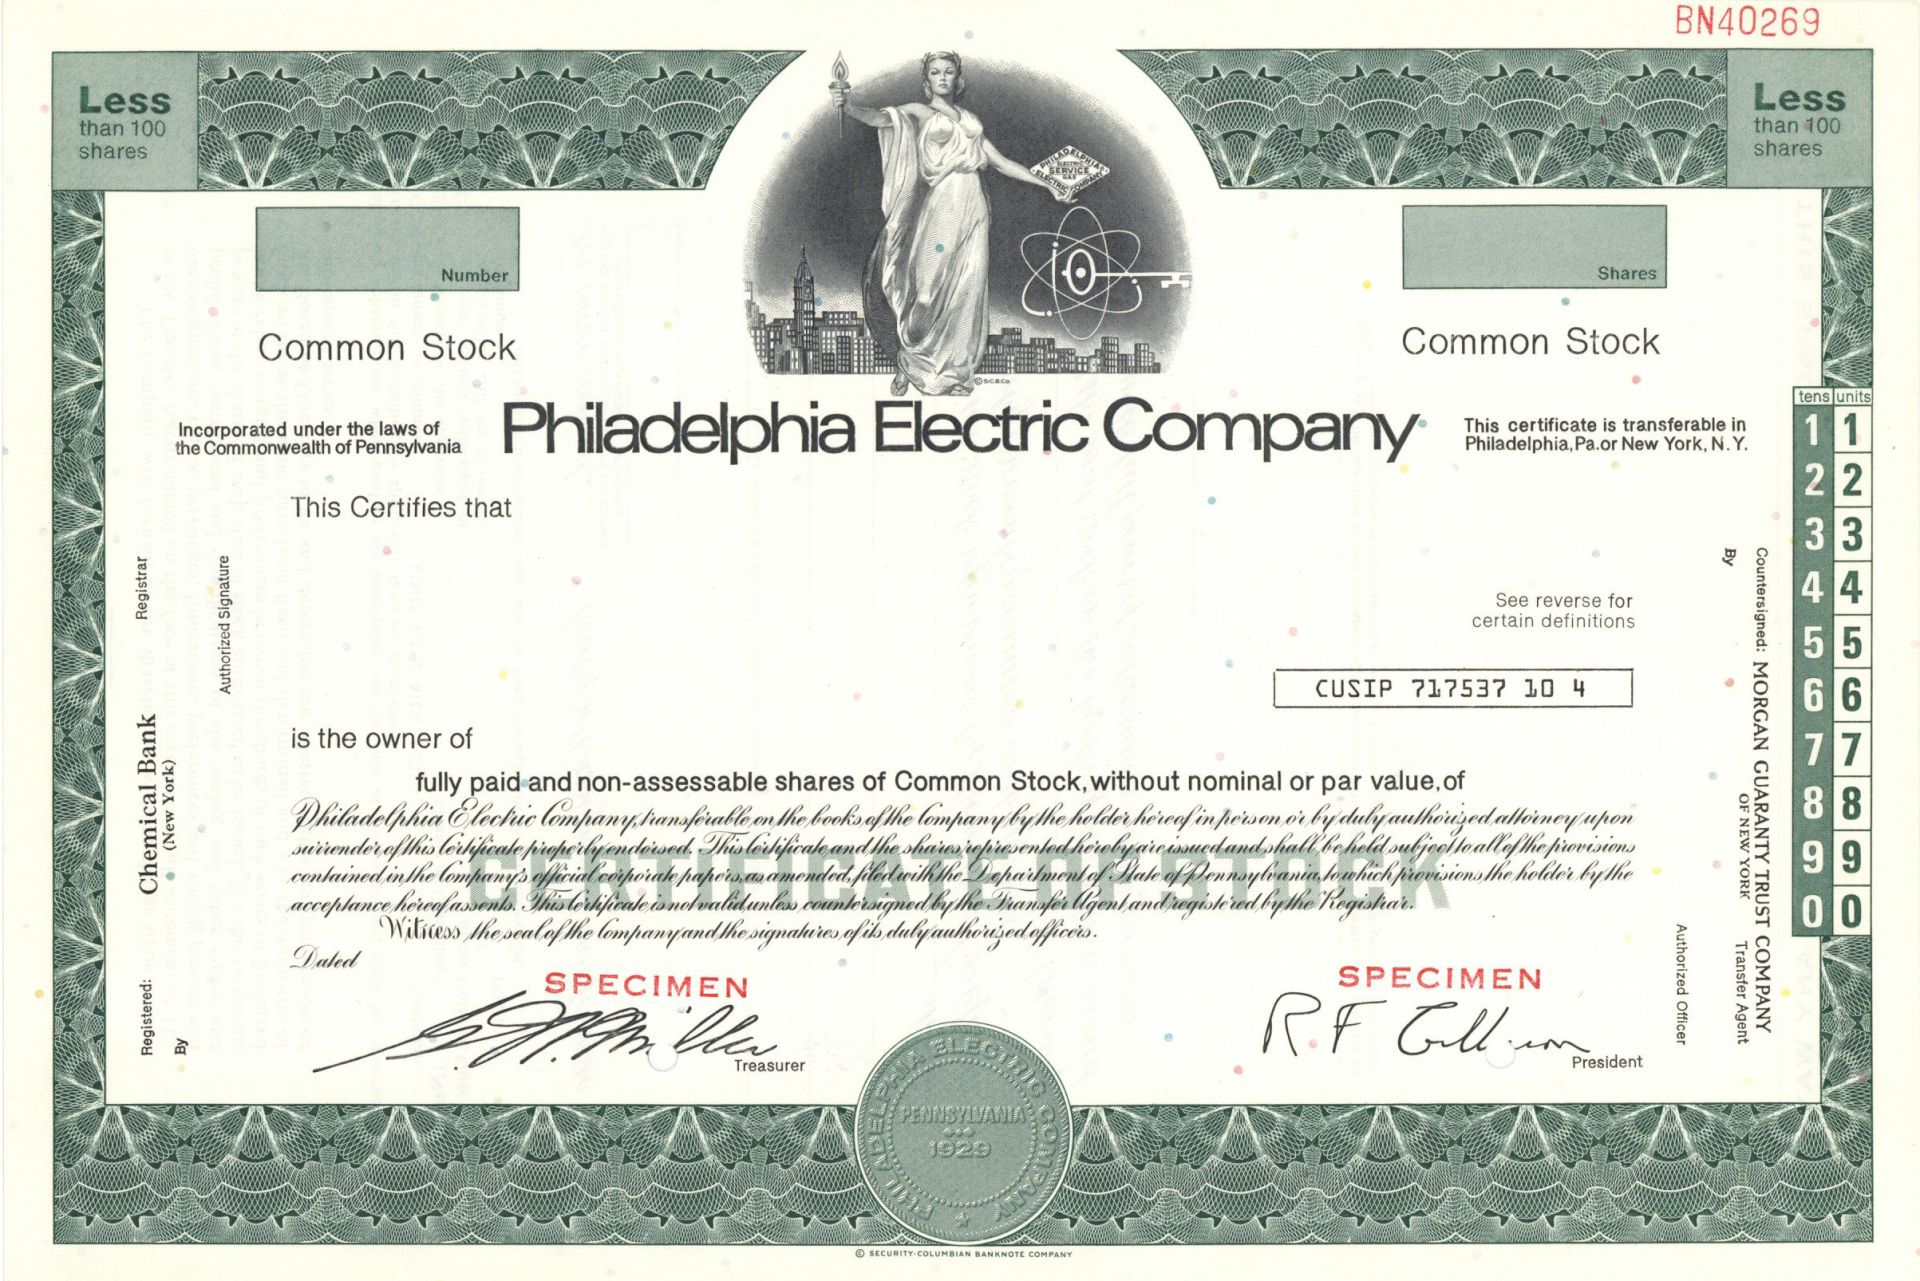 BN40269
Less
than 100
shares
Less
than 100
shares
PHILADELPHIA
ELECTRIC
SERVICE
GAS
ELECTRIC COMPANY
Number
Shares
© S.C.B.Co.
Common Stock
Common Stock
Incorporated under the laws of
the Commonwealth of Pennsylvania
Philadelphia Electric Company
This certificate is transferable in
Philadelphia, Pa. or New York, N.Y.
tens units
1 1
2 2
3 3
4 4
5 5
6 6
7 7
8 8
9 9
0 0
This Certifies that
See reverse for
certain definitions
CUSIP 717537 10 4
is the owner of
fully paid and non-assessable shares of Common Stock, without nominal or par value, of
Philadelphia Electric Company, transferable on the books of the Company by the holder hereof in person, or by duly authorized attorney upon
surrender of this Certificate properly endorsed. This Certificate and the shares represented hereby are issued and shall be held subject to all of the provisions
contained in the Company's official corporate papers, as amended, filed with the Department of State of Pennsylvania, to which provisions the holder by the
acceptance hereof assents. This Certificate is not valid unless countersigned by the Transfer Agent and registered by the Registrar.
CERTIFICATE OF STOCK
Witness the seal of the Company and the signatures of its duly authorized officers.
Dated
SPECIMEN
Treasurer
SPECIMEN
President
Registered:
Chemical Bank
(New York)
Registrar
By
Authorized Signature
Countersigned: MORGAN GUARANTY TRUST COMPANY
OF NEW YORK
Transfer Agent
By
Authorized Officer
PHILADELPHIA ELECTRIC COMPANY
PENNSYLVANIA
1929
© SECURITY-COLUMBIAN BANKNOTE COMPANY